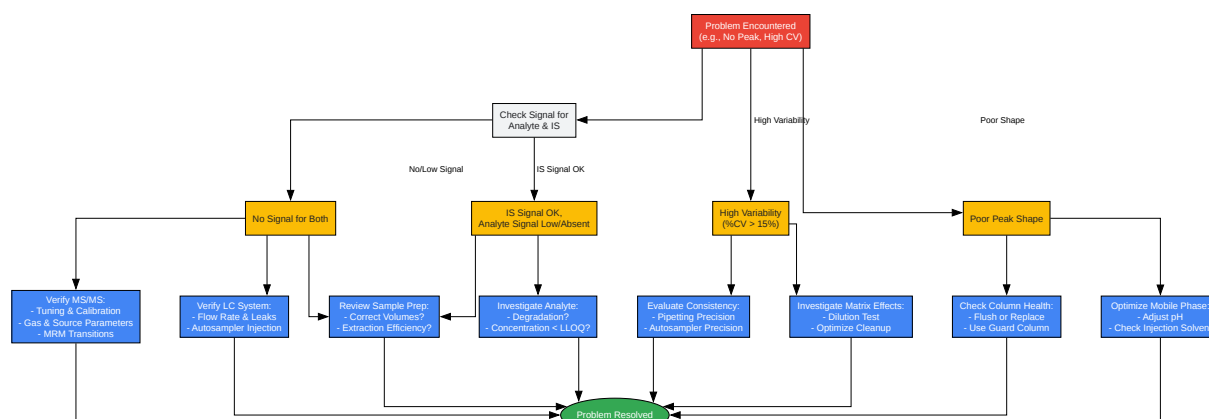 Problem Encountered
(e.g., No Peak, High CV)
Check Signal for
Analyte & IS
High Variability
Poor Shape
No/Low Signal
IS Signal OK
No Signal for Both
IS Signal OK,
Analyte Signal Low/Absent
High Variability
(%CV > 15%)
Poor Peak Shape
Verify MS/MS:
- Tuning & Calibration
- Gas & Source Parameters
- MRM Transitions
Verify LC System:
- Flow Rate & Leaks
- Autosampler Injection
Review Sample Prep:
- Correct Volumes?
- Extraction Efficiency?
Investigate Analyte:
- Degradation?
- Concentration < LLOQ?
Evaluate Consistency:
- Pipetting Precision
- Autosampler Precision
Investigate Matrix Effects:
- Dilution Test
- Optimize Cleanup
Check Column Health:
- Flush or Replace
- Use Guard Column
Optimize Mobile Phase:
- Adjust pH
- Check Injection Solvent
Problem Resolved